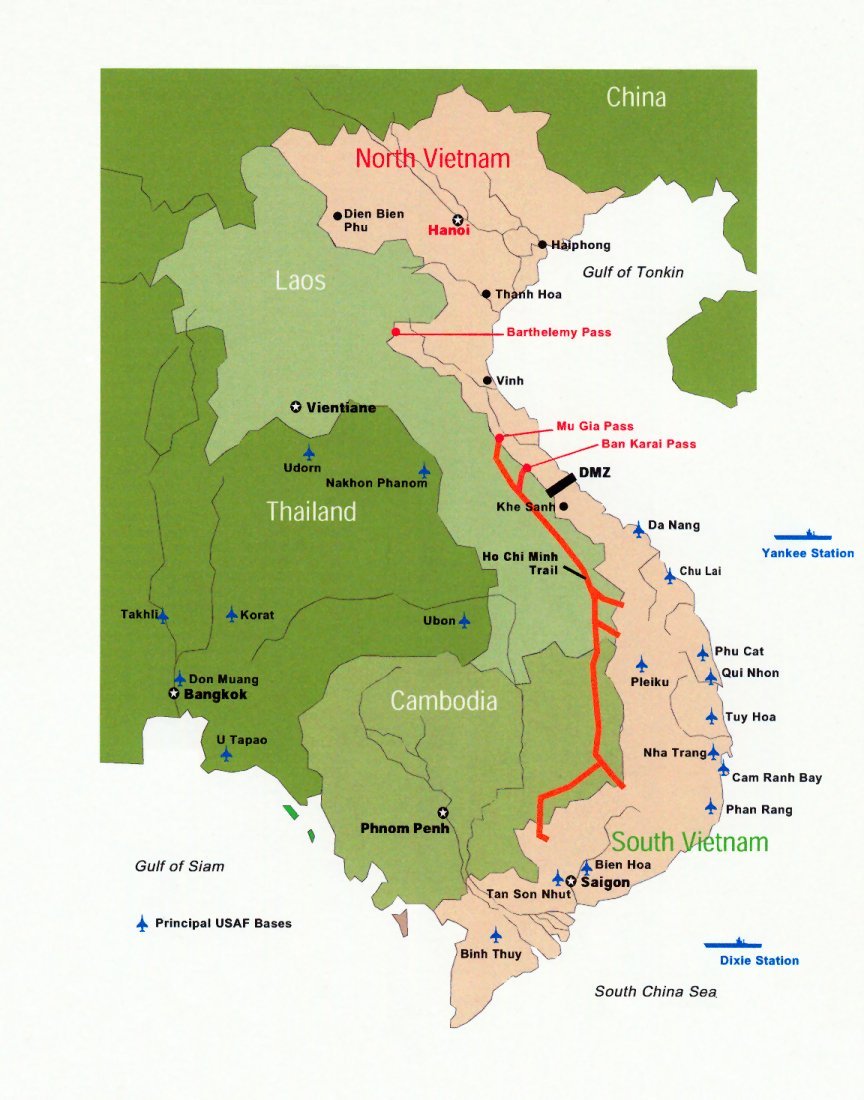 China
North Vietnam
Dien Bien
Phu
Hanoi
Haiphong
Gulf of Tonkin
Laos
Thanh Hoa
Barthelemy Pass
Vinh
Vientiane
Mu Gia Pass
Ban Karai Pass
Udorn
DMZ
Nakhon Phanom
Khe Sanh
Thailand
Da Nang
Yankee Station
Ho Chi Minh
Trail
Chu Lai
Takhli
Korat
Ubon
Phu Cat
Qui Nhon
Pleiku
Don Muang
Bangkok
Cambodia
Tuy Hoa
U Tapao
Nha Trang
Cam Ranh Bay
Phan Rang
Phnom Penh
South Vietnam
Gulf of Siam
Bien Hoa
Saigon
Tan Son Nhut
Principal USAF Bases
Binh Thuy
Dixie Station
South China Sea